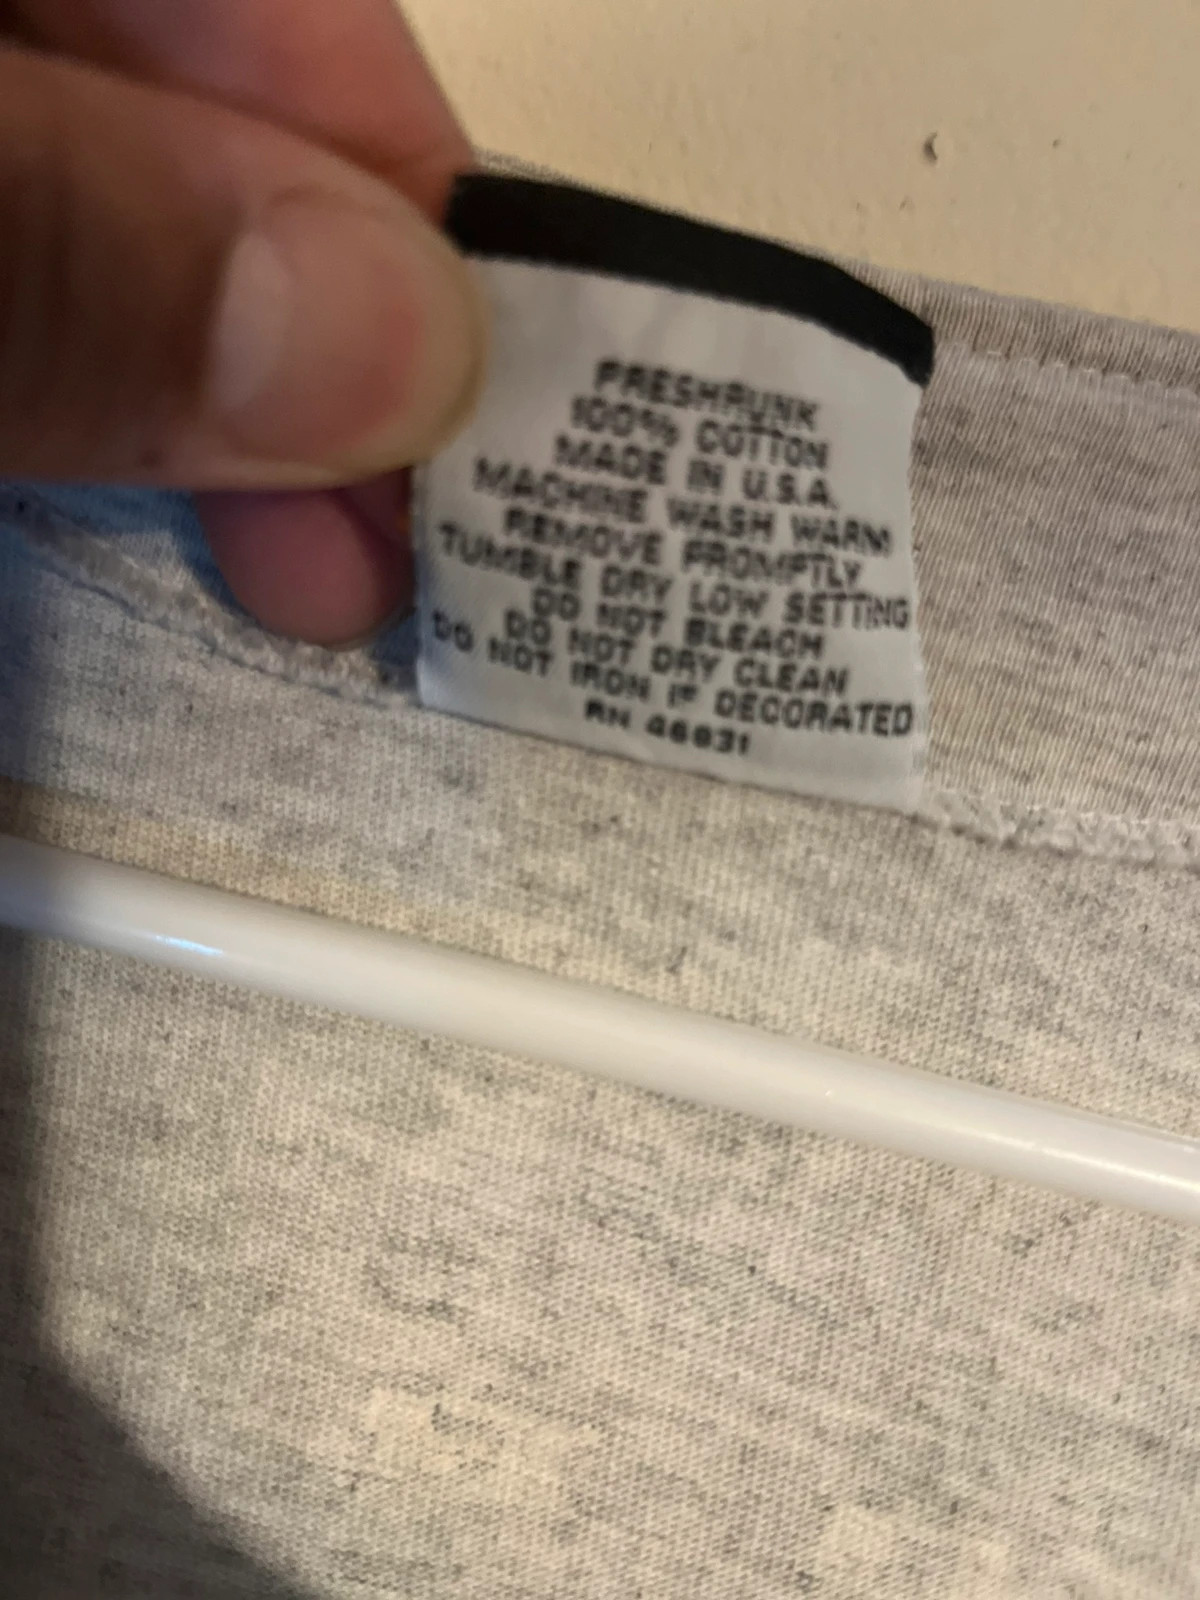 PRESHRUNK
100% COTTON
MADE IN U.S.A.
MACHINE WASH WARM
REMOVE PROMPTLY
TUMBLE DRY LOW SETTING
DO NOT BLEACH
DO NOT DRY CLEAN
DO NOT IRON IF DECORATED
RN